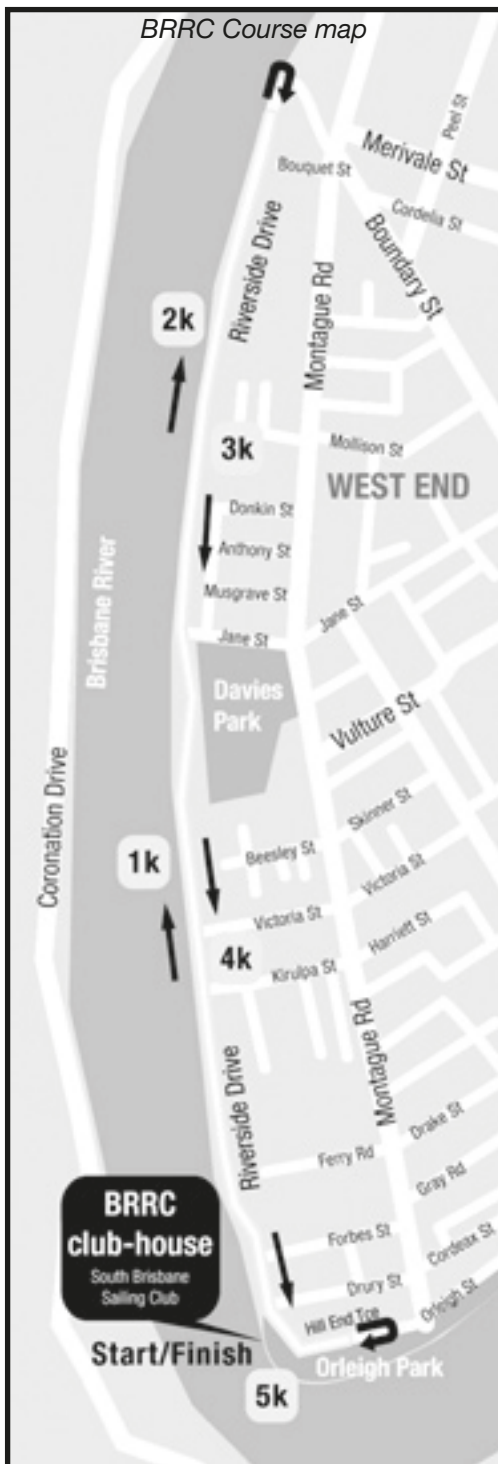 BRRC Course map
Peel St
Merivale St
Bouquet St
Cordelia St
Boundary St
Riverside Drive
Montague Rd
2k
Mollison St
3k
WEST END
Donkin St
Anthony St
Musgrave St
Jane St
Jane St
Brisbane River
Davies
Park
Vulture St
Coronation Drive
Skinner St
Beesley St
1k
Victoria St
Victoria St
Harriett St
4k
Kirulpa St
Montague Rd
Riverside Drive
Drake St
Ferry Rd
Gray Rd
BRRC
club-house
South Brisbane
Sailing Club
Forbes St
Cordeax St
Drury St
Orleigh St
Hill End Tce
Start/Finish
Orleigh Park
5k